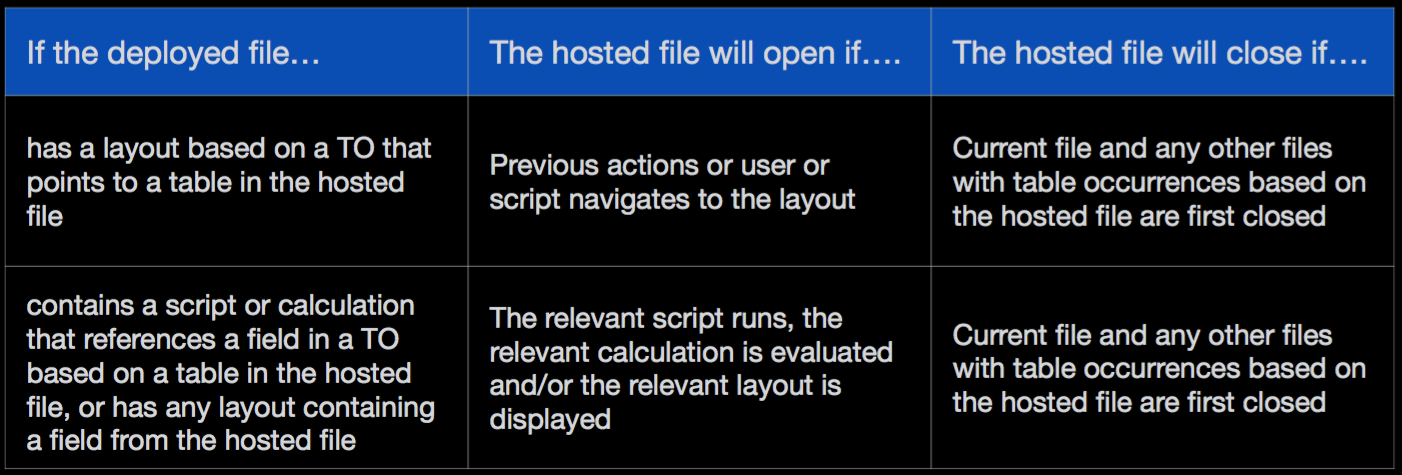 If the deployed file…
The hosted file will open if….
The hosted file will close if….
has a layout based on a TO that
points to a table in the hosted
file
Previous actions or user or
script navigates to the layout
Current file and any other files
with table occurrences based on
the hosted file are first closed
contains a script or calculation
that references a field in a TO
based on a table in the hosted
file, or has any layout containing
a field from the hosted file
The relevant script runs, the
relevant calculation is evaluated
and/or the relevant layout is
displayed
Current file and any other files
with table occurrences based on
the hosted file are first closed